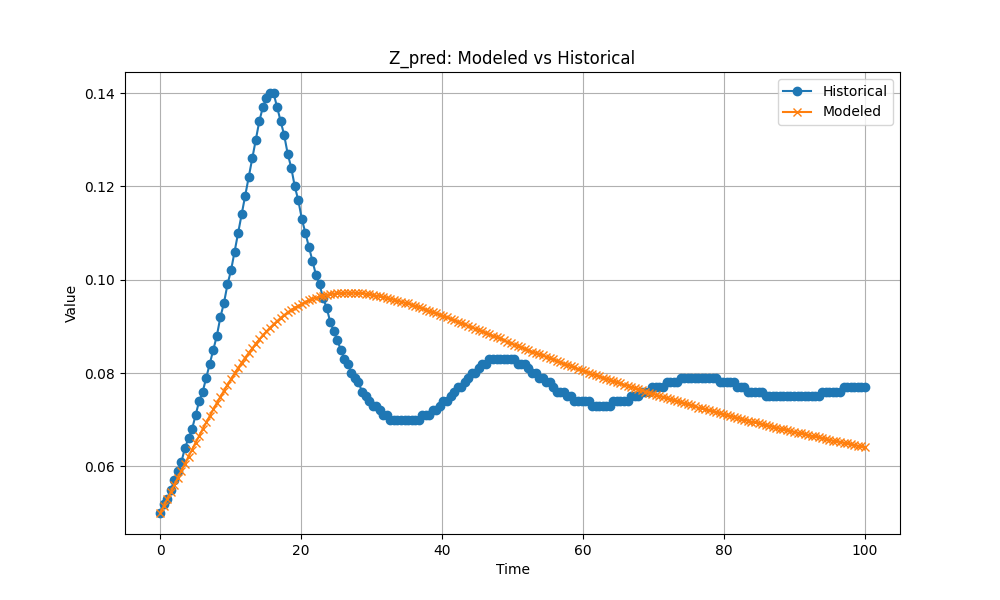 Z_pred: Modeled vs Historical
Historical
Modeled
Value
0.14
0.12
0.10
0.08
0.06
0 20 40 60 80 100
Time